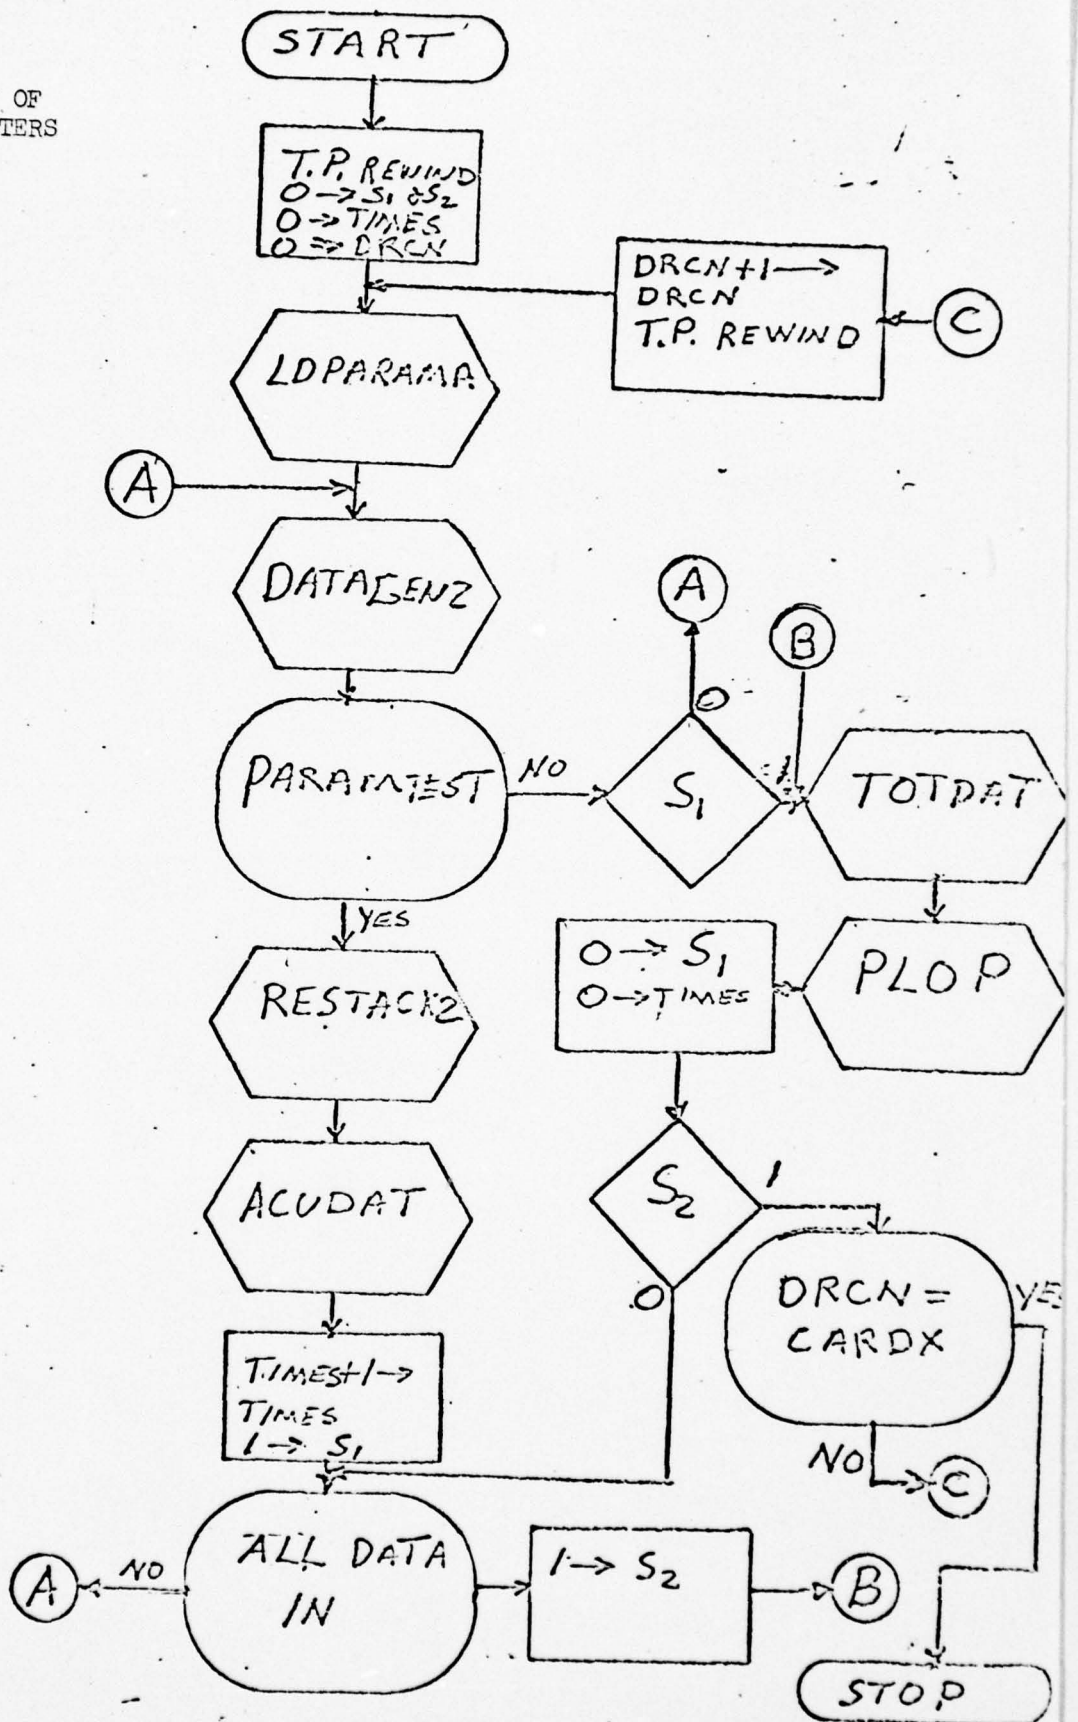 OF
TERS
START
T.P. REWIND
0 → S1 & S2
0 → TIMES
0 => DRCN
DRCN+1 →
DRCN
T.P. REWIND
C
LDPARAMA
A
DATAGEN2
A
B
0
PARAMTEST
NO
S1
1
TOTDAT
YES
0 → S1
0 → TIMES
PLOP
RESTACK2
S2
1
ACUDAT
0
DRCN =
CARDX
YES
TIMES+1 →
TIMES
1 → S1
NO
C
ALL DATA
IN
A
NO
1 → S2
B
STOP